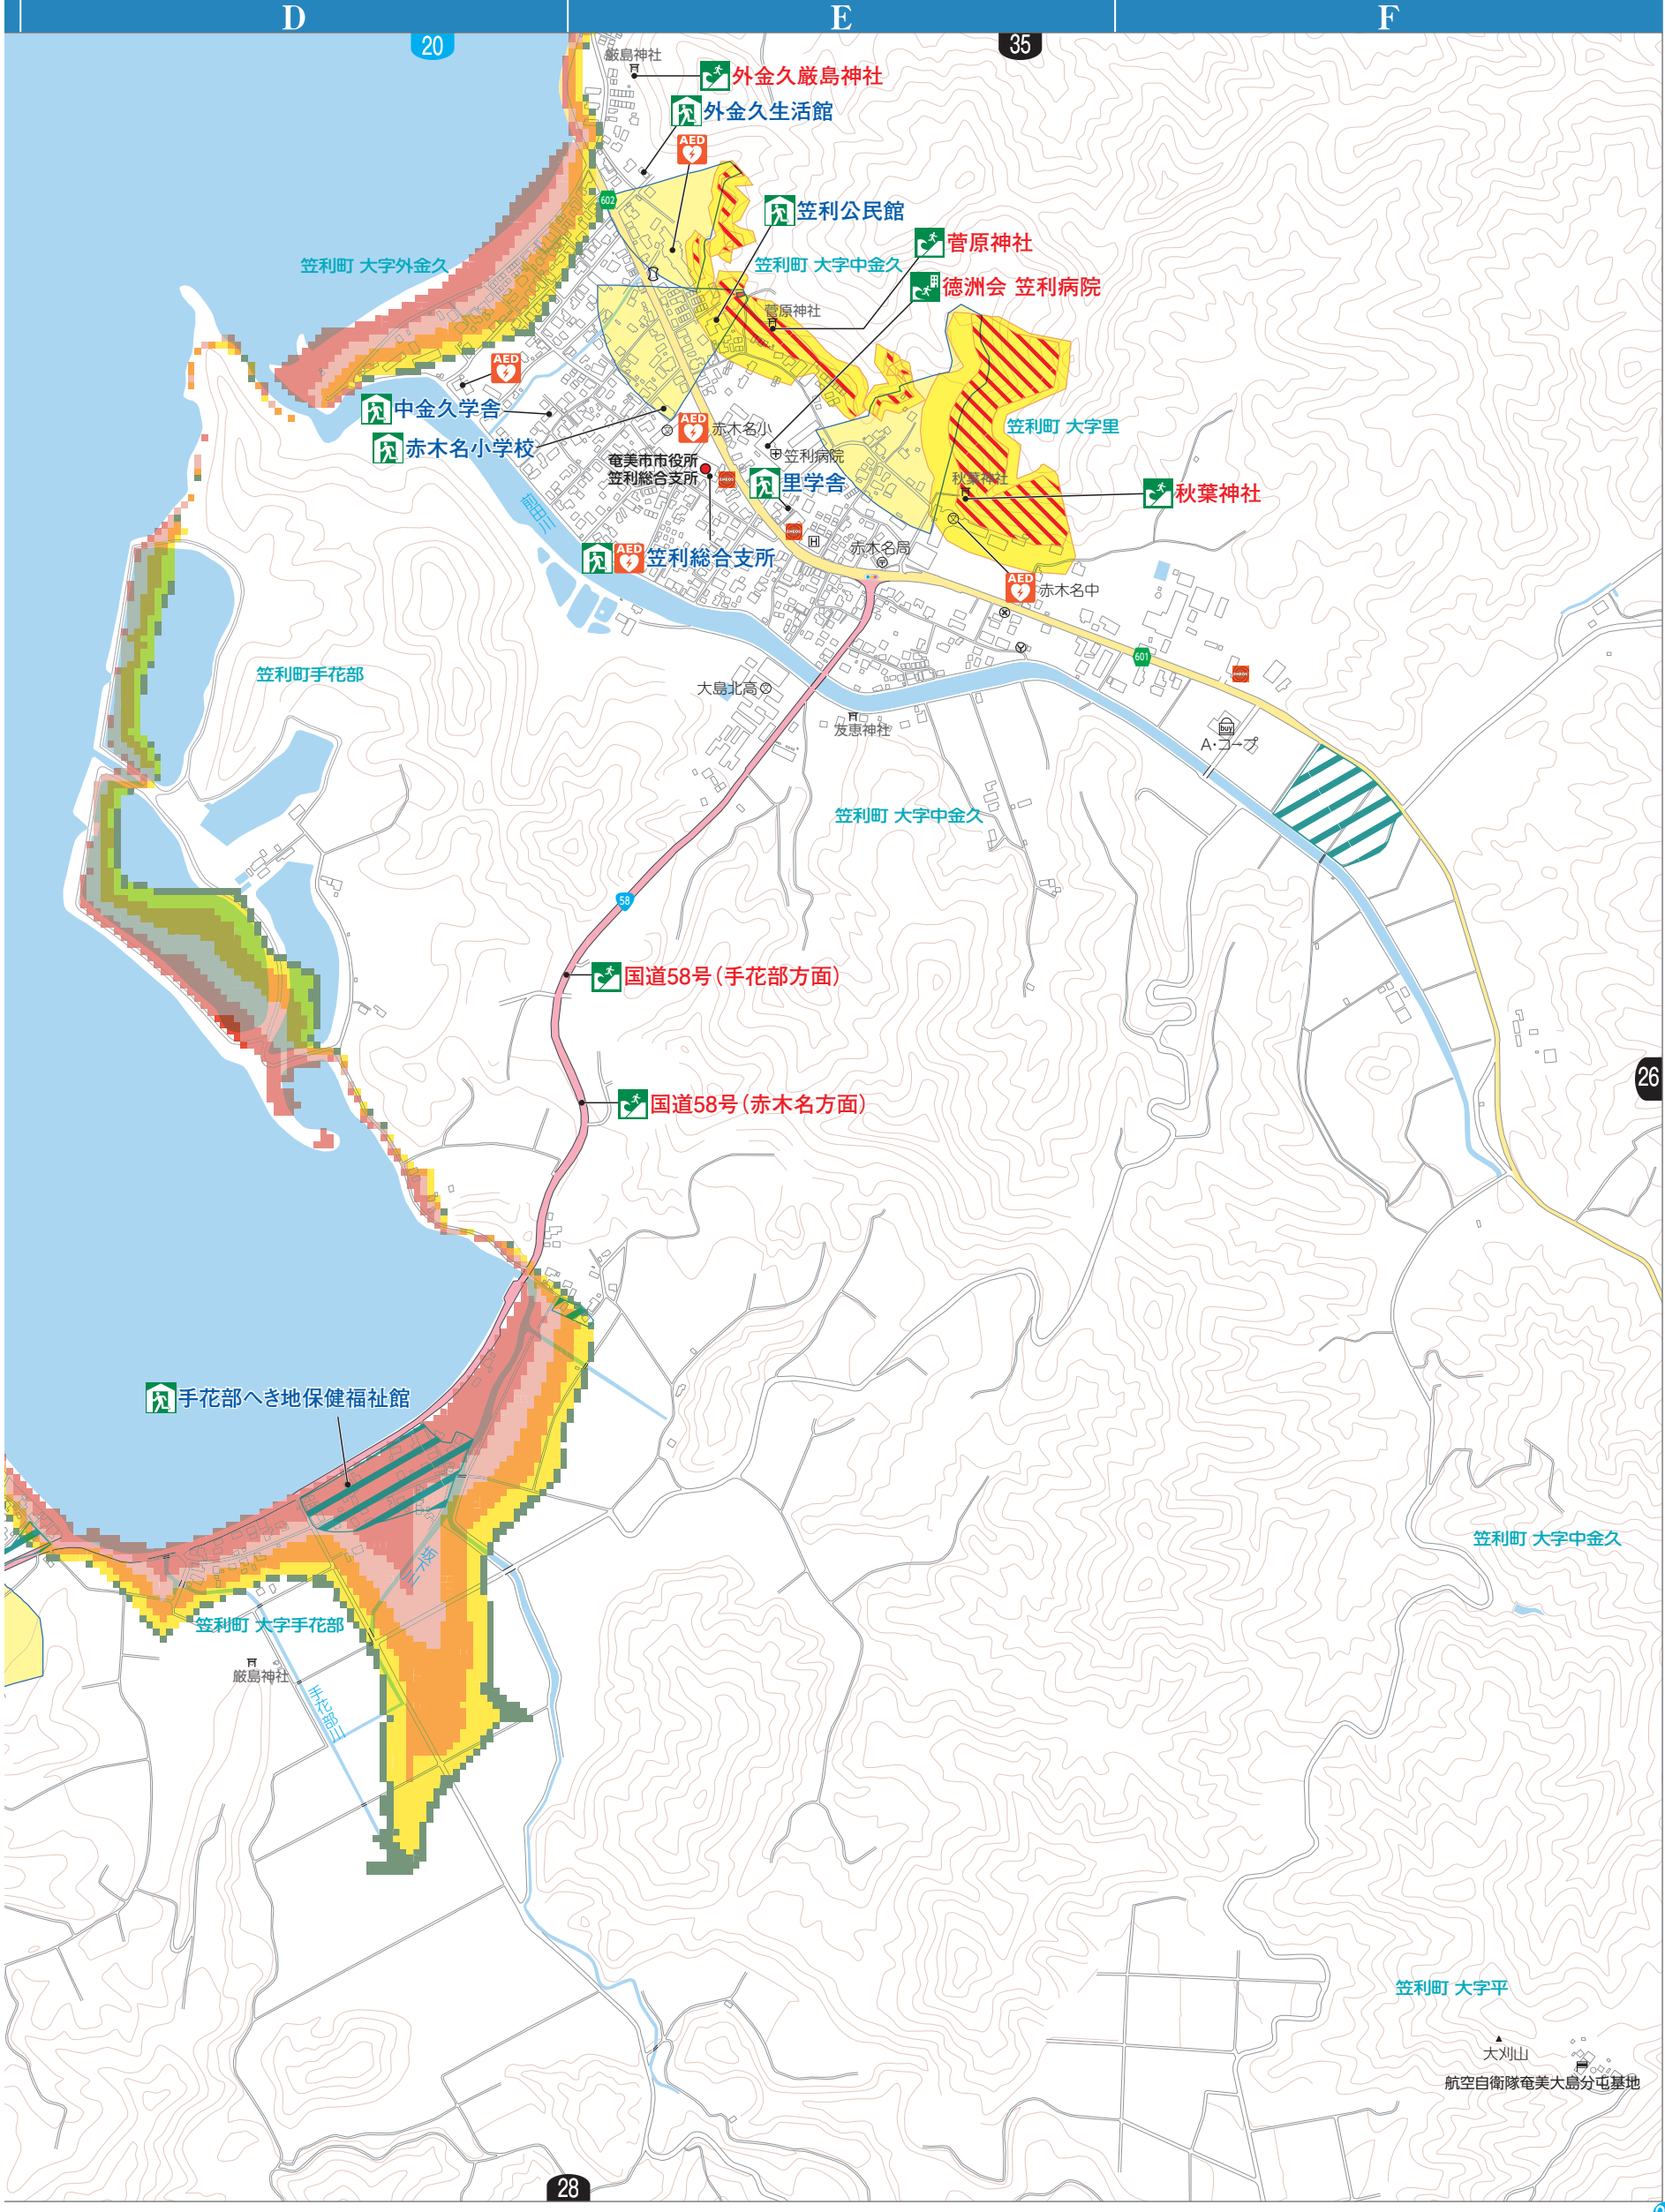 D
E
F
20
35
厳島神社
外金久厳島神社
外金久生活館
AED
602
笠利公民館
菅原神社
笠利町 大字外金久
笠利町 大字中金久
徳洲会 笠利病院
菅原神社
AED
中金久学舎
赤木名小学校
AED
赤木名小
笠利町 大字里
笠利病院
奄美市市役所
笠利総合支所
里学舎
秋葉神社
秋葉神社
宿田川
H
赤木名局
AED
笠利総合支所
AED
赤木名中
601
笠利町手花部
大島北高
友恵神社
buy
A・コープ
笠利町 大字中金久
58
国道58号（手花部方面）
26
国道58号（赤木名方面）
手花部へき地保健福祉館
坂木川
笠利町 大字中金久
笠利町 大字手花部
厳島神社
手花部川
笠利町 大字平
大刈山
航空自衛隊奄美大島分屯基地
28